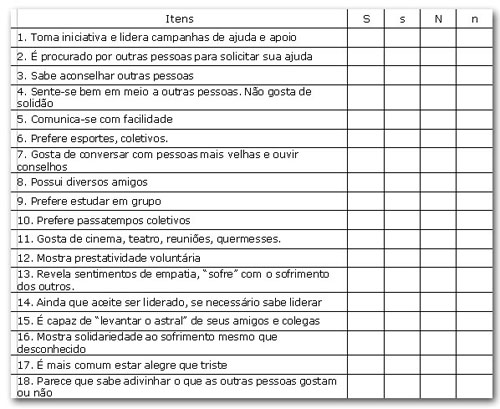 Itens S s N n
1. Toma iniciativa e lidera campanhas de ajuda e apoio
2. É procurado por outras pessoas para solicitar sua ajuda
3. Sabe aconselhar outras pessoas
4. Sente-se bem em meio a outras pessoas. Não gosta de
solidão
5. Comunica-se com facilidade
6. Prefere esportes, coletivos.
7. Gosta de conversar com pessoas mais velhas e ouvir
conselhos
8. Possui diversos amigos
9. Prefere estudar em grupo
10. Prefere passatempos coletivos
11. Gosta de cinema, teatro, reuniões, quermesses.
12. Mostra prestatividade voluntária
13. Revela sentimentos de empatia, “sofre” com o sofrimento
dos outros.
14. Ainda que aceite ser liderado, se necessário sabe liderar
15. É capaz de “levantar o astral” de seus amigos e colegas
16. Mostra solidariedade ao sofrimento mesmo que
desconhecido
17. É mais comum estar alegre que triste
18. Parece que sabe adivinhar o que as outras pessoas gostam
ou não